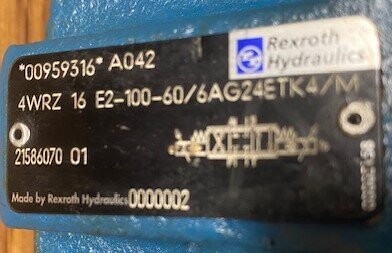 *00959316* A042
Rexroth
Hydraulics
4WRZ 16 E2-100-60/6AG24ETK4/M
21586070 01
Made by Rexroth Hydraulics 0000002